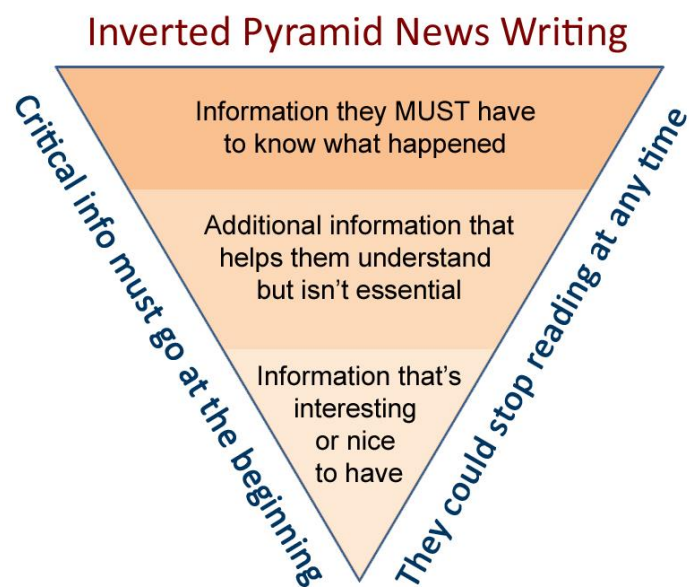 Inverted Pyramid News Writing
Critical info must go at the beginning
Information they MUST have
to know what happened
Additional information that
helps them understand
but isn't essential
Information that's
interesting
or nice
to have
They could stop reading at any time